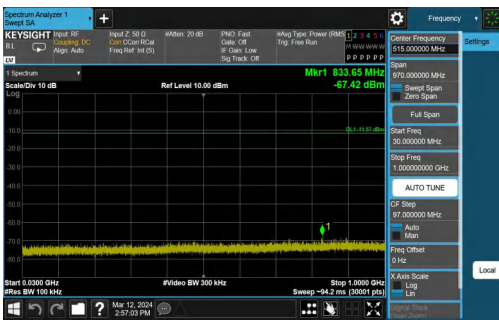 Spectrum Analyzer 1
Swept SA
Frequency
KEYSIGHT
RL
Input: RF
Coupling: DC
Align: Auto
Input Z: 50 Ω
Corr CCorr RCal
Freq Ref: Int (S)
#Atten: 20 dB
PNO: Fast
Gate: Off
IF Gain: Low
Sig Track: Off
#Avg Type: Power (RMS
Trig: Free Run
1 2 3 4 5 6
M W W W W W
P P P P P P
LV
1 Spectrum
Scale/Div 10 dB
Ref Level 10.00 dBm
Mkr1 833.65 MHz
-67.42 dBm
Log
0.00
-10.0
DL1 -11.57 dBm
-20.0
-30.0
-40.0
-50.0
-60.0
-70.0
-80.0
1
Start 0.0300 GHz
#Res BW 100 kHz
#Video BW 300 kHz
Stop 1.0000 GHz
Sweep ~94.2 ms (30001 pts)
Mar 12, 2024
2:57:03 PM
Center Frequency
515.000000 MHz
Settings
Span
970.000000 MHz
Swept Span
Zero Span
Full Span
Start Freq
30.000000 MHz
Stop Freq
1.000000000 GHz
AUTO TUNE
CF Step
97.000000 MHz
Auto
Man
Freq Offset
0 Hz
X Axis Scale
Log
Lin
Local
Signal Track